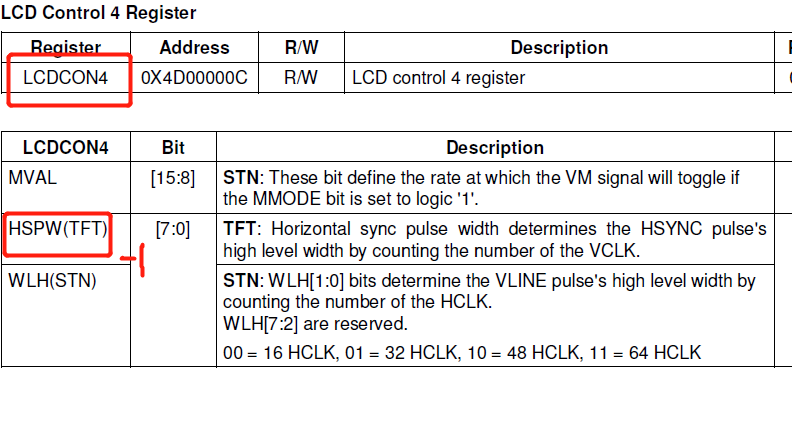 LCD Control 4 Register
Register Address R/W Description
LCDCON4 0X4D00000C R/W LCD control 4 register
LCDCON4 Bit Description
MVAL [15:8] STN: These bit define the rate at which the VM signal will toggle if
the MMODE bit is set to logic '1'.
HSPW(TFT) [7:0] TFT: Horizontal sync pulse width determines the HSYNC pulse's
high level width by counting the number of the VCLK.
WLH(STN) STN: WLH[1:0] bits determine the VLINE pulse's high level width by
counting the number of the HCLK.
WLH[7:2] are reserved.
00 = 16 HCLK, 01 = 32 HCLK, 10 = 48 HCLK, 11 = 64 HCLK